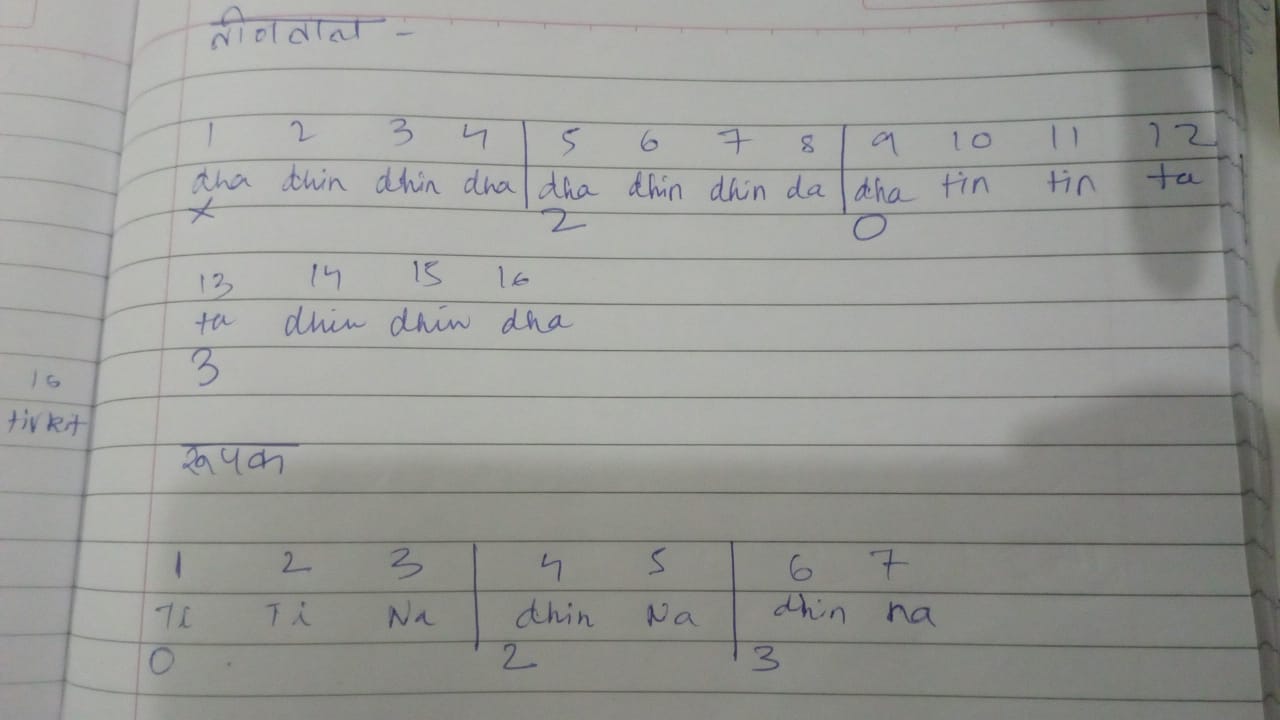 तीनताल -
1 2 3 4 | 5 6 7 8 | 9 10 11 12
dha dhin dhin dha | dha dhin dhin da | dha tin tin ta
x 2 0
13 14 15 16
ta dhin dhin dha
3
16
tirkit
रूपक
1 2 3 | 4 5 | 6 7
Ti Ti Na | dhin Na | dhin na
0 2 3